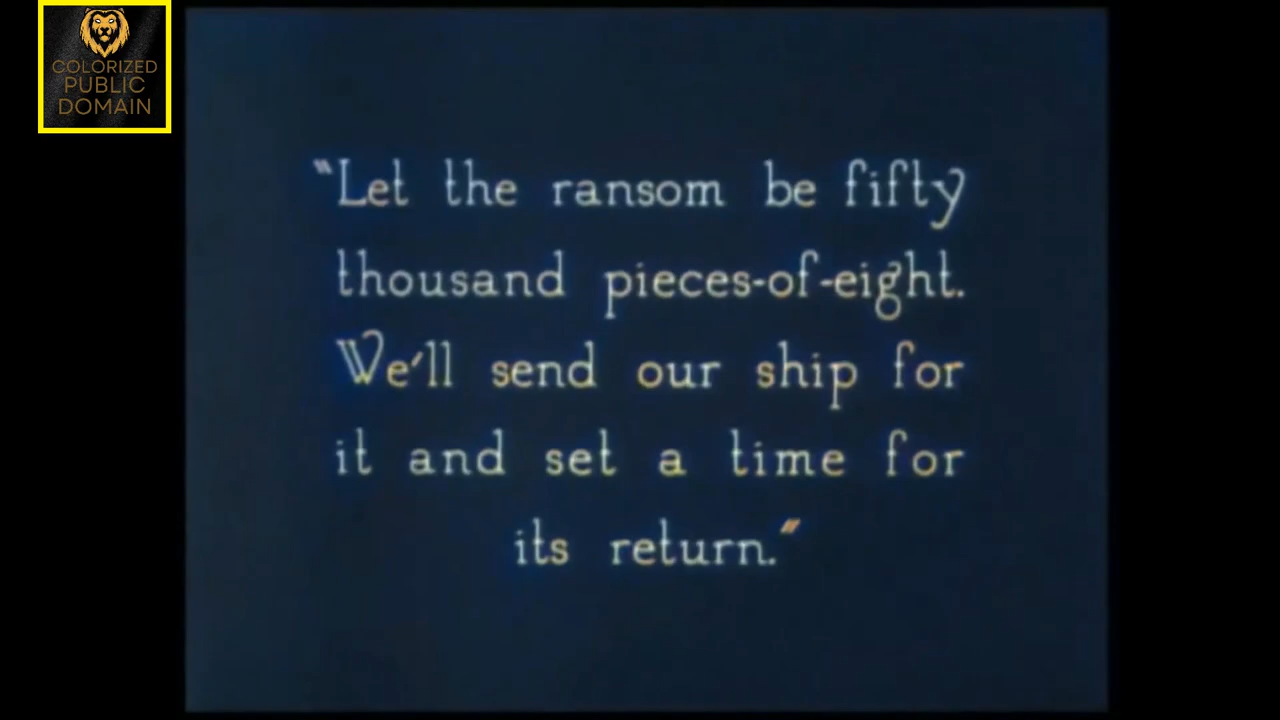 COLORIZED
PUBLIC
DOMAIN
"Let the ransom be fifty
thousand pieces-of-eight.
We'll send our ship for
it and set a time for
its return."